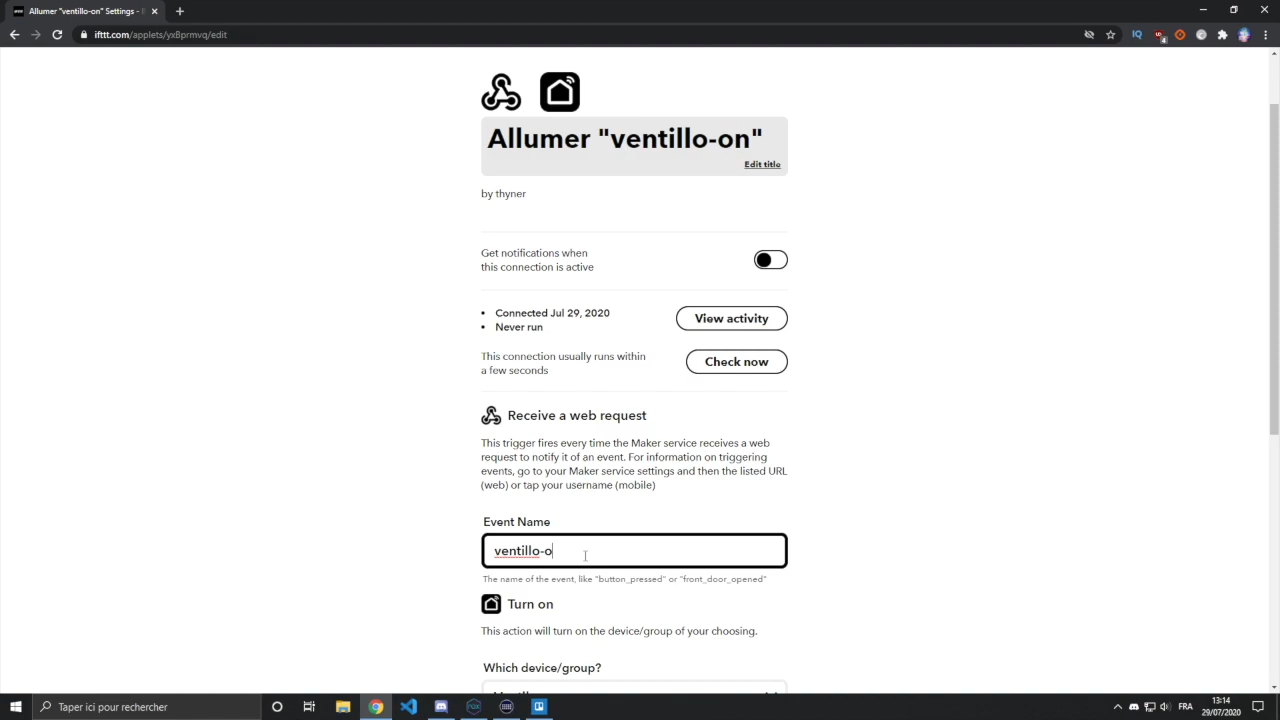 Allumer "ventillo-on" Settings - I
ifttt.com/applets/yx8prmvq/edit
Allumer "ventillo-on"
Edit title
by thyner
Get notifications when
this connection is active
• Connected Jul 29, 2020
View activity
• Never run
This connection usually runs within
a few seconds
Check now
Receive a web request
This trigger fires every time the Maker service receives a web
request to notify it of an event. For information on triggering
events, go to your Maker service settings and then the listed URL
(web) or tap your username (mobile)
Event Name
ventillo-o
The name of the event, like "button_pressed" or "front_door_opened"
Turn on
This action will turn on the device/group of your choosing.
Which device/group?
Taper ici pour rechercher
FRA
13:14
29/07/2020